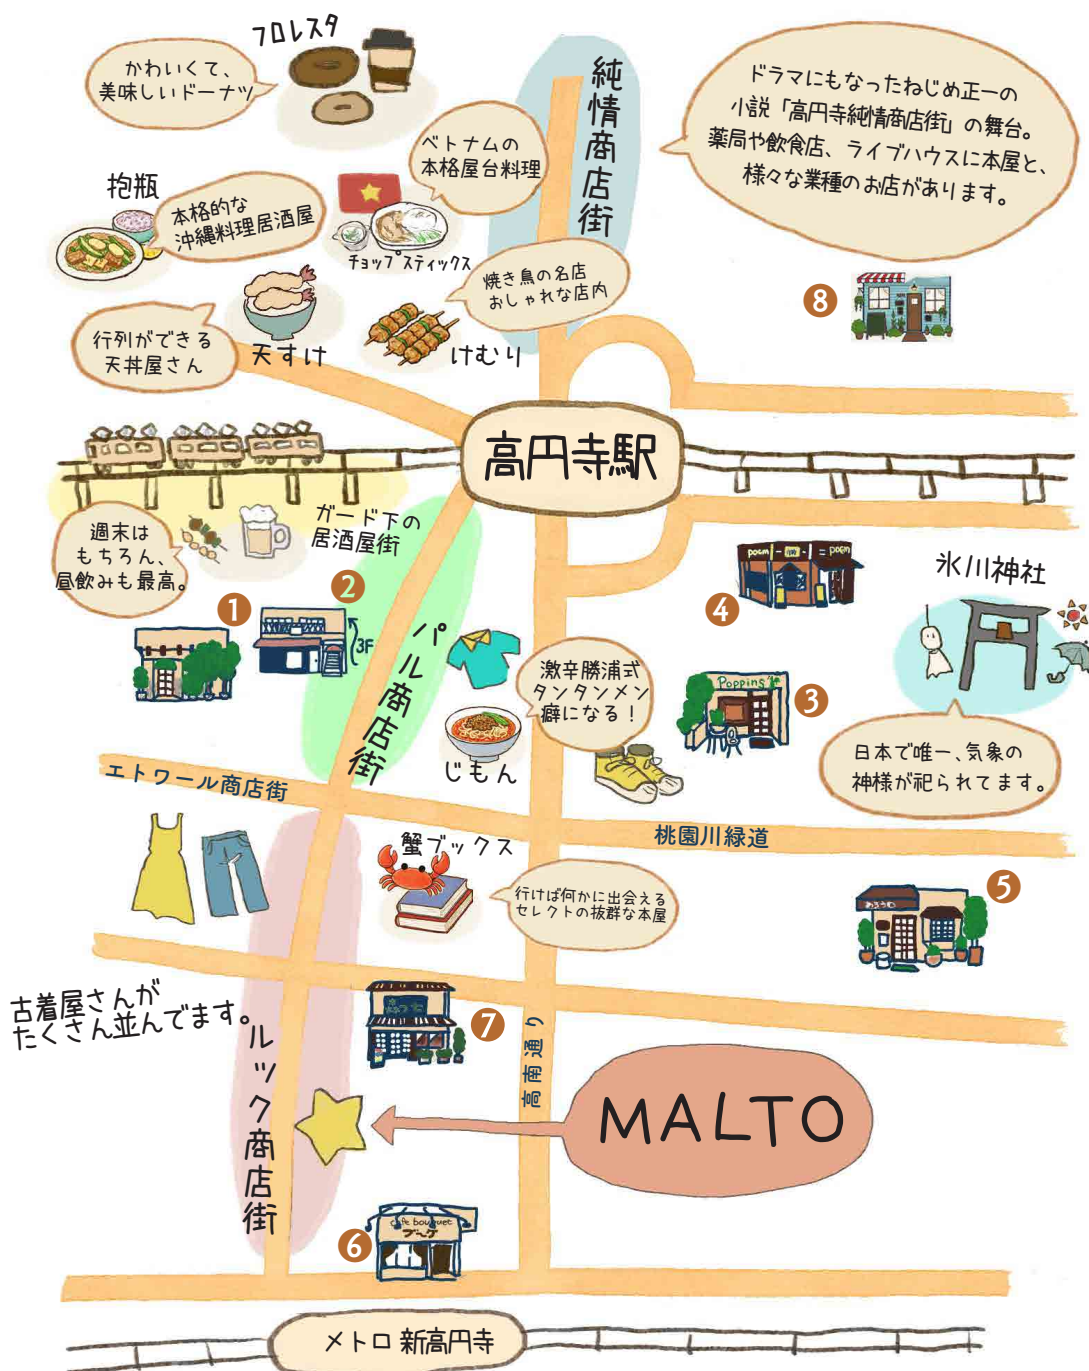 フロレスタ
かわいくて、
美味しいドーナツ
純情商店街
ドラマにもなったねじめ正一の
小説「高円寺純情商店街」の舞台。
薬局や飲食店、ライブハウスに本屋と、
様々な業種のお店があります。
ベトナムの
本格屋台料理
抱瓶
本格的な
沖縄料理居酒屋
チョップスティックス
焼き鳥の名店
おしゃれな店内
8
行列ができる
天丼屋さん
天すけ
けむり
高円寺駅
週末は
もちろん、
昼飲みも最高。
ガード下の
居酒屋街
1
2
3F
パル商店街
poem
poem
4
氷川神社
激辛勝浦式
タンタンメン
癖になる！
じもん
Poppins
3
日本で唯一、気象の
神様が祀られてます。
エトワール商店街
桃園川緑道
蟹ブックス
行けば何かに出会える
セレクトの抜群な本屋
5
古着屋さんが
たくさん並んでます。
7
高南通り
ルック商店街
MALTO
cafe bouquet
ブーケ
6
メトロ 新高円寺